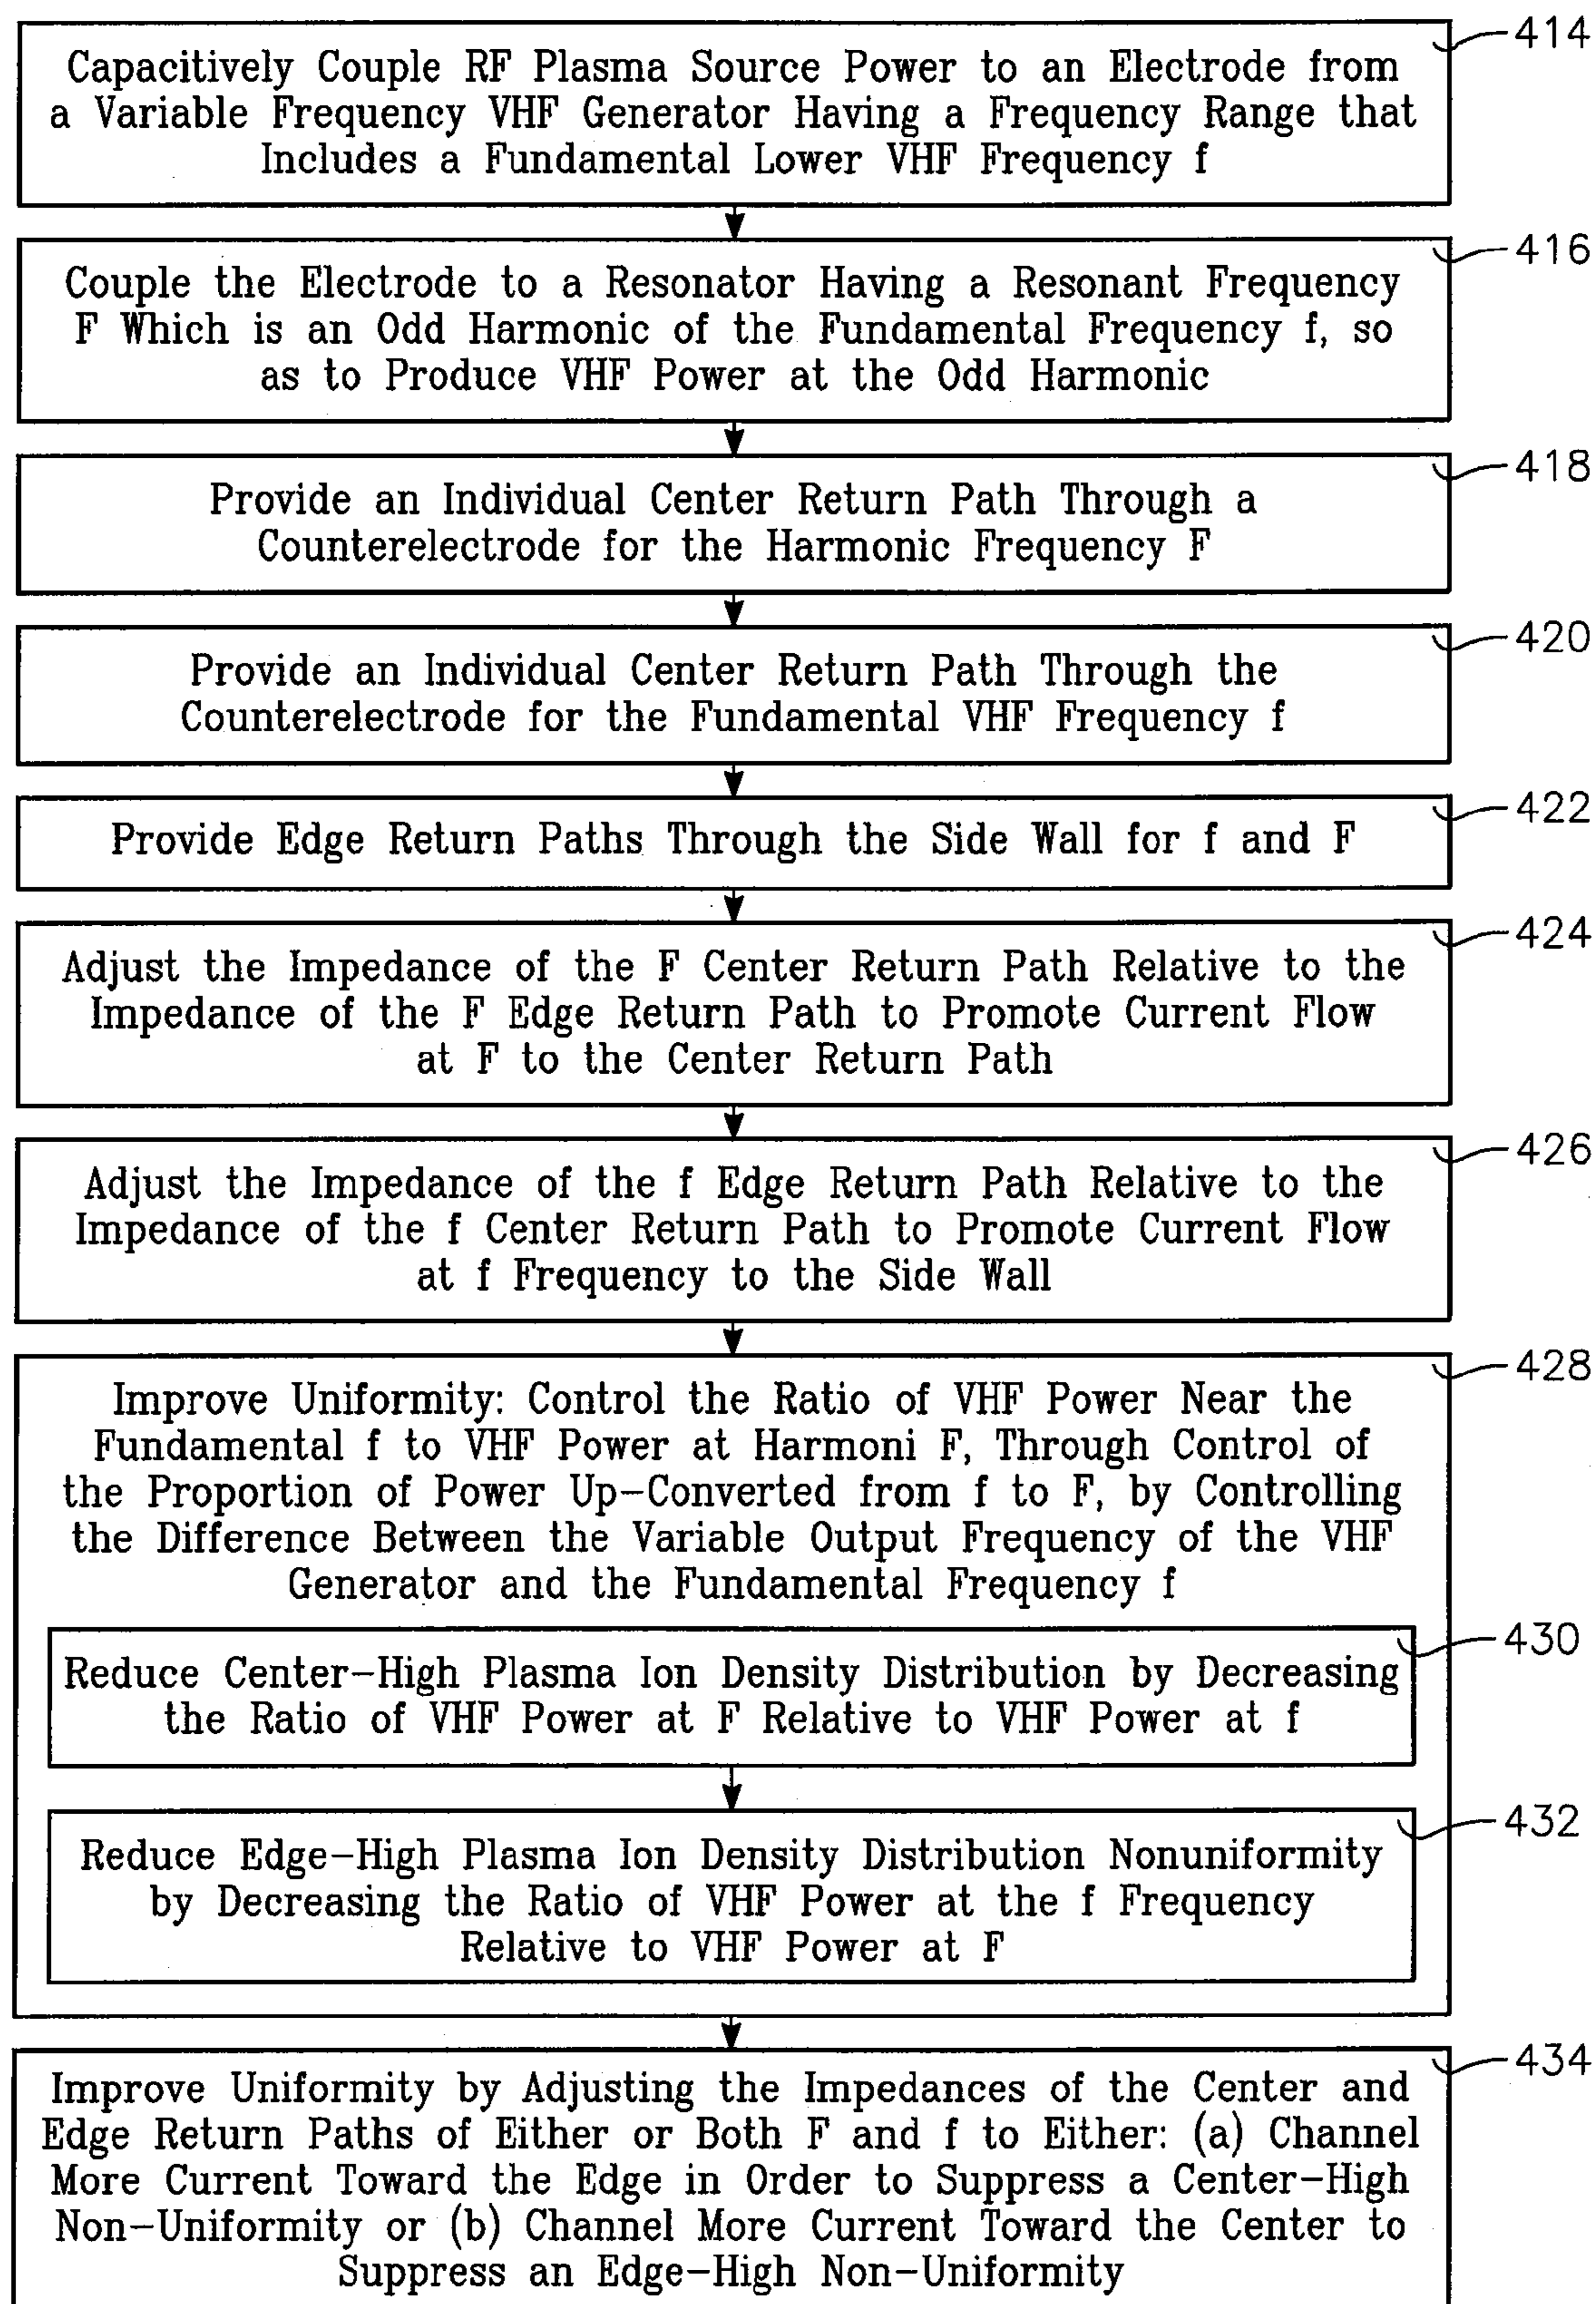 414
Capacitively Couple RF Plasma Source Power to an Electrode from
a Variable Frequency VHF Generator Having a Frequency Range that
Includes a Fundamental Lower VHF Frequency f
416
Couple the Electrode to a Resonator Having a Resonant Frequency
F Which is an Odd Harmonic of the Fundamental Frequency f, so
as to Produce VHF Power at the Odd Harmonic
418
Provide an Individual Center Return Path Through a
Counterelectrode for the Harmonic Frequency F
420
Provide an Individual Center Return Path Through the
Counterelectrode for the Fundamental VHF Frequency f
422
Provide Edge Return Paths Through the Side Wall for f and F
424
Adjust the Impedance of the F Center Return Path Relative to the
Impedance of the F Edge Return Path to Promote Current Flow
at F to the Center Return Path
426
Adjust the Impedance of the f Edge Return Path Relative to the
Impedance of the f Center Return Path to Promote Current Flow
at f Frequency to the Side Wall
428
Improve Uniformity: Control the Ratio of VHF Power Near the
Fundamental f to VHF Power at Harmoni F, Through Control of
the Proportion of Power Up-Converted from f to F, by Controlling
the Difference Between the Variable Output Frequency of the VHF
Generator and the Fundamental Frequency f
430
Reduce Center-High Plasma Ion Density Distribution by Decreasing
the Ratio of VHF Power at F Relative to VHF Power at f
432
Reduce Edge-High Plasma Ion Density Distribution Nonuniformity
by Decreasing the Ratio of VHF Power at the f Frequency
Relative to VHF Power at F
434
Improve Uniformity by Adjusting the Impedances of the Center and
Edge Return Paths of Either or Both F and f to Either: (a) Channel
More Current Toward the Edge in Order to Suppress a Center-High
Non-Uniformity or (b) Channel More Current Toward the Center to
Suppress an Edge-High Non-Uniformity